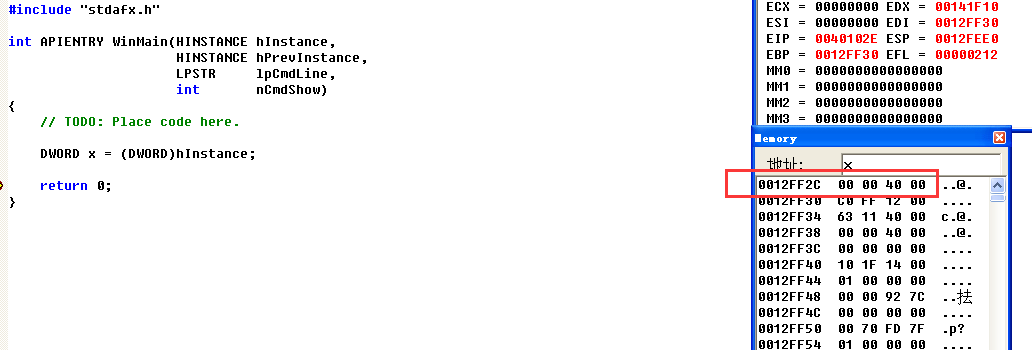 #include "stdafx.h"
int APIENTRY WinMain(HINSTANCE hInstance,
HINSTANCE hPrevInstance,
LPSTR lpCmdLine,
int nCmdShow)
{
// TODO: Place code here.
DWORD x = (DWORD)hInstance;
return 0;
}
ECX = 00000000 EDX = 00141F10
ESI = 00000000 EDI = 0012FF30
EIP = 0040102E ESP = 0012FEE0
EBP = 0012FF30 EFL = 00000212
MM0 = 0000000000000000
MM1 = 0000000000000000
MM2 = 0000000000000000
MM3 = 0000000000000000
Memory
地址: x
0012FF2C 00 00 40 00 ..@.
0012FF30 C0 FF 12 00 ....
0012FF34 63 11 40 00 c.@.
0012FF38 00 00 40 00 ..@.
0012FF3C 00 00 00 00 ....
0012FF40 10 1F 14 00 ....
0012FF44 01 00 00 00 ....
0012FF48 00 00 92 7C ..抾
0012FF4C 00 00 00 00 ....
0012FF50 00 70 FD 7F .p?
0012FF54 01 00 00 00 ....